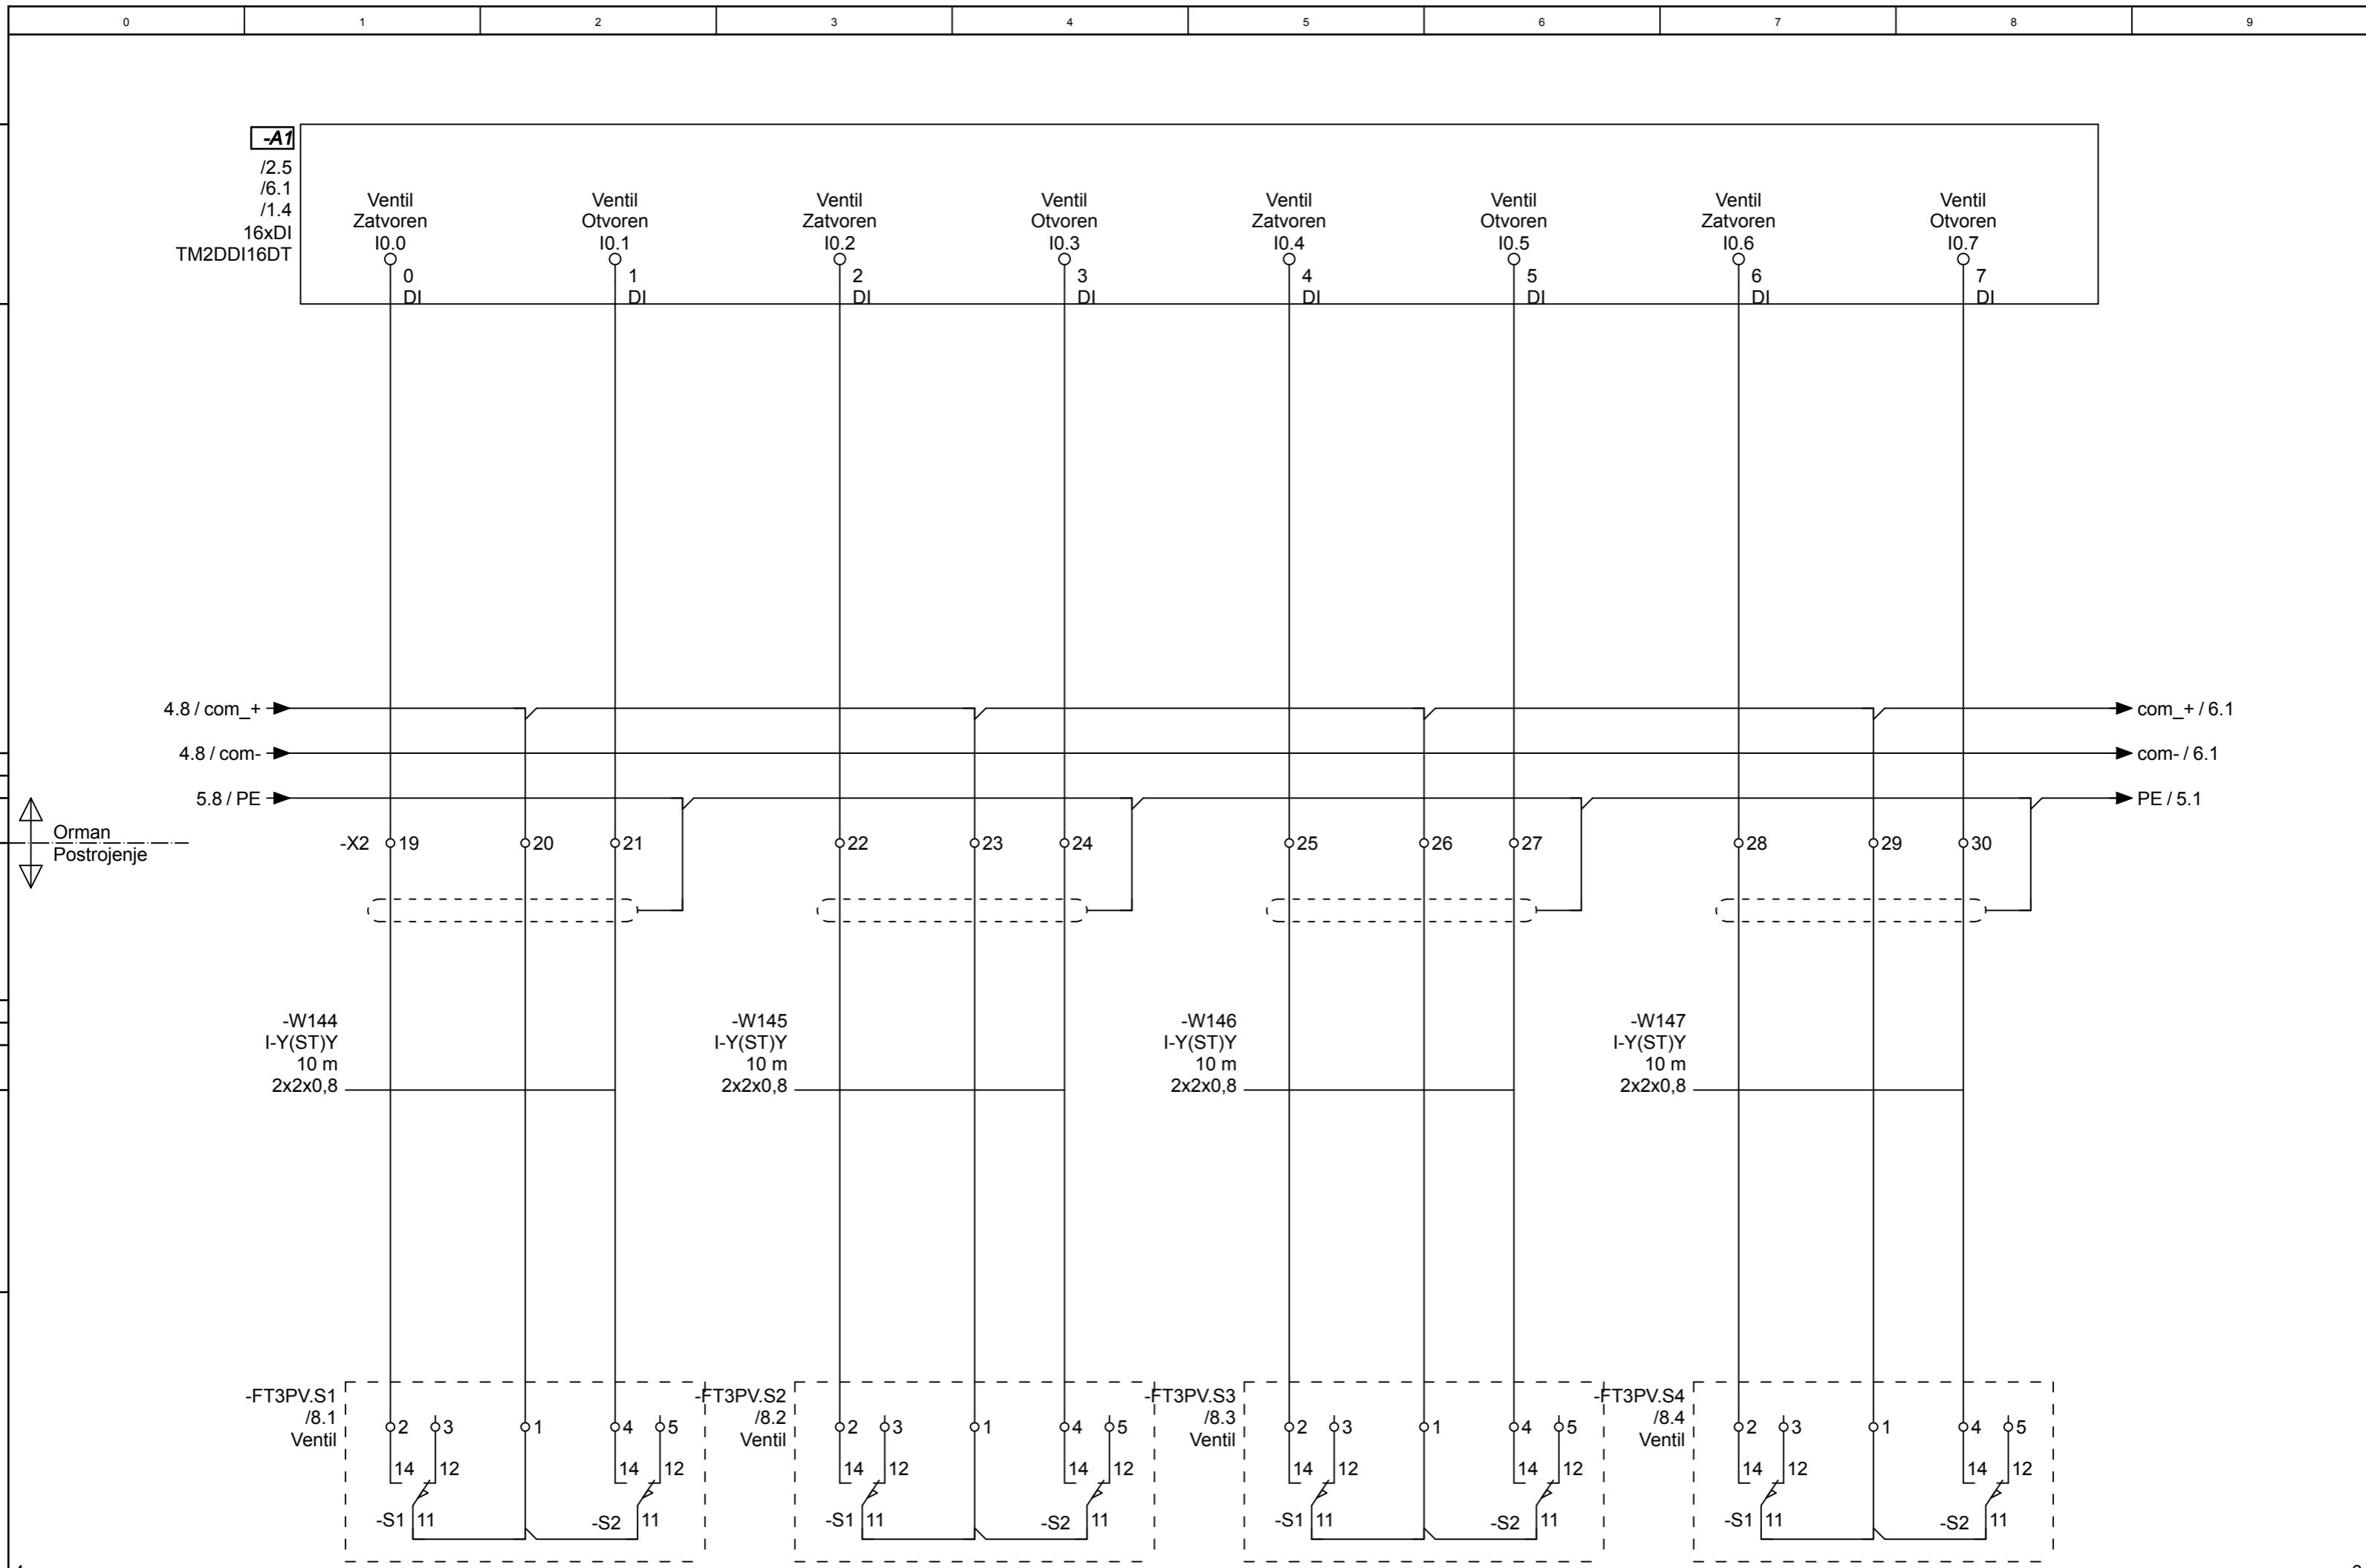 0 1 2 3 4 5 6 7 8 9
-A1
/2.5
/6.1
/1.4
16xDI
TM2DDI16DT
Ventil Ventil Ventil Ventil Ventil Ventil Ventil Ventil
Zatvoren Otvoren Zatvoren Otvoren Zatvoren Otvoren Zatvoren Otvoren
I0.0 I0.1 I0.2 I0.3 I0.4 I0.5 I0.6 I0.7
0 1 2 3 4 5 6 7
DI DI DI DI DI DI DI DI
4.8 / com_+ com_+ / 6.1
4.8 / com- com- / 6.1
5.8 / PE PE / 5.1
Orman
Postrojenje
-X2 19 20 21 22 23 24 25 26 27 28 29 30
-W144 -W145 -W146 -W147
I-Y(ST)Y I-Y(ST)Y I-Y(ST)Y I-Y(ST)Y
10 m 10 m 10 m 10 m
2x2x0,8 2x2x0,8 2x2x0,8 2x2x0,8
-FT3PV.S1 -FT3PV.S2 -FT3PV.S3 -FT3PV.S4
/8.1 /8.2 /8.3 /8.4
Ventil Ventil Ventil Ventil
2 3 1 4 5 2 3 1 4 5 2 3 1 4 5 2 3 1 4 5
14 12 14 12 14 12 14 12 14 12 14 12 14 12 14 12
-S1 11 -S2 11 -S1 11 -S2 11 -S1 11 -S2 11 -S1 11 -S2 11